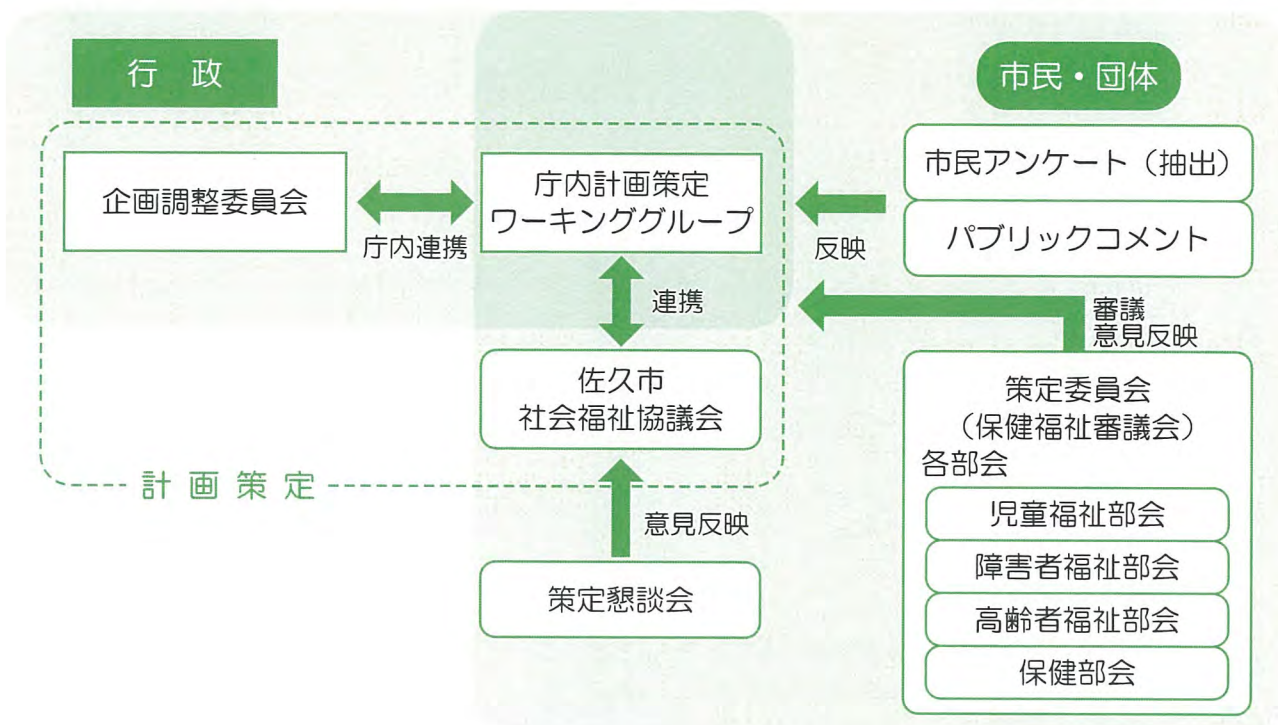 行 政
企画調整委員会
庁内連携
庁内計画策定
ワーキンググループ
連携
佐久市
社会福祉協議会
計 画 策 定
意見反映
策定懇談会
市民・団体
市民アンケート（抽出）
パブリックコメント
反映
審議
意見反映
策定委員会
（保健福祉審議会）
各部会
児童福祉部会
障害者福祉部会
高齢者福祉部会
保健部会